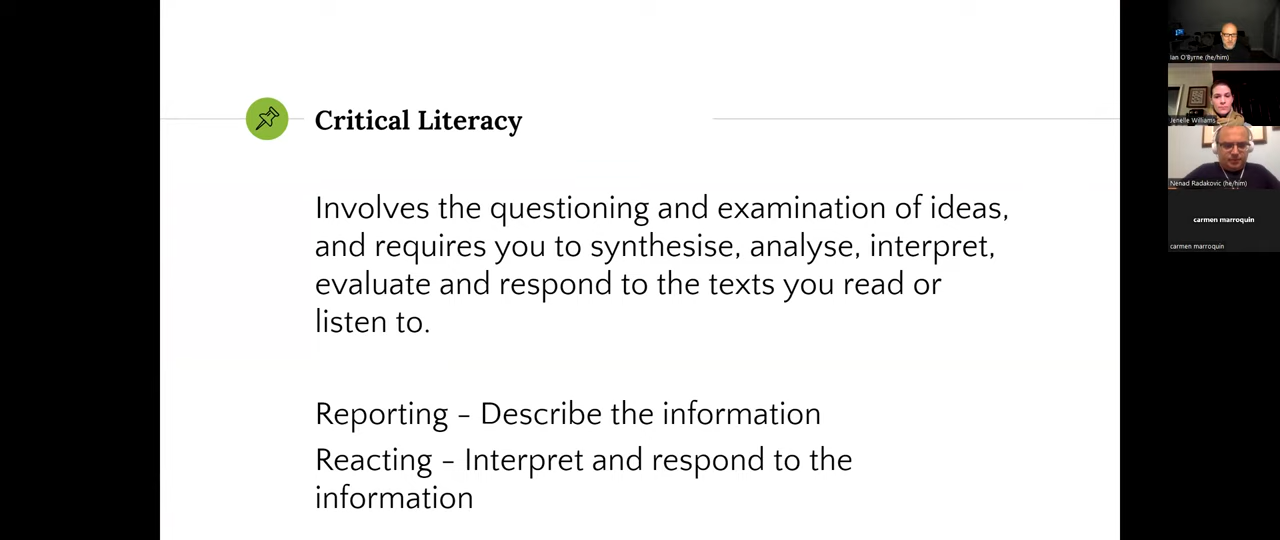 Critical Literacy
Involves the questioning and examination of ideas,
and requires you to synthesise, analyse, interpret,
evaluate and respond to the texts you read or
listen to.
Reporting – Describe the information
Reacting – Interpret and respond to the
information
Ian O'Byrne (he/him)
Jenelle Williams
Nenad Radakovic (he/him)
carmen marroquin
carmen marroquin